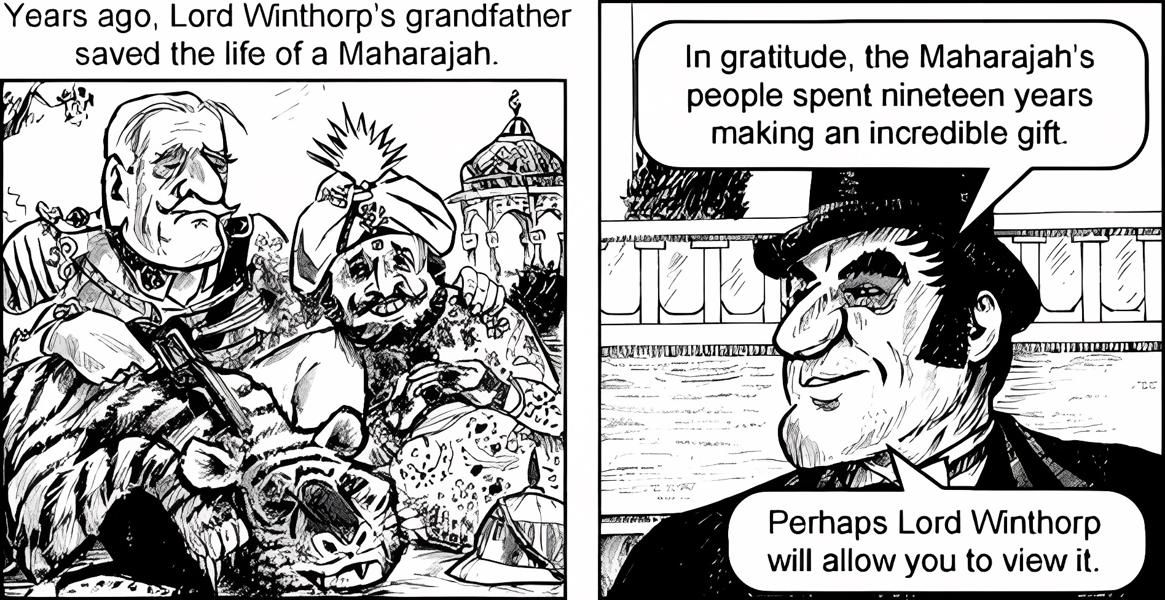 Years ago, Lord Winthorp's grandfather
saved the life of a Maharajah.
In gratitude, the Maharajah's
people spent nineteen years
making an incredible gift.
Perhaps Lord Winthorp
will allow you to view it.